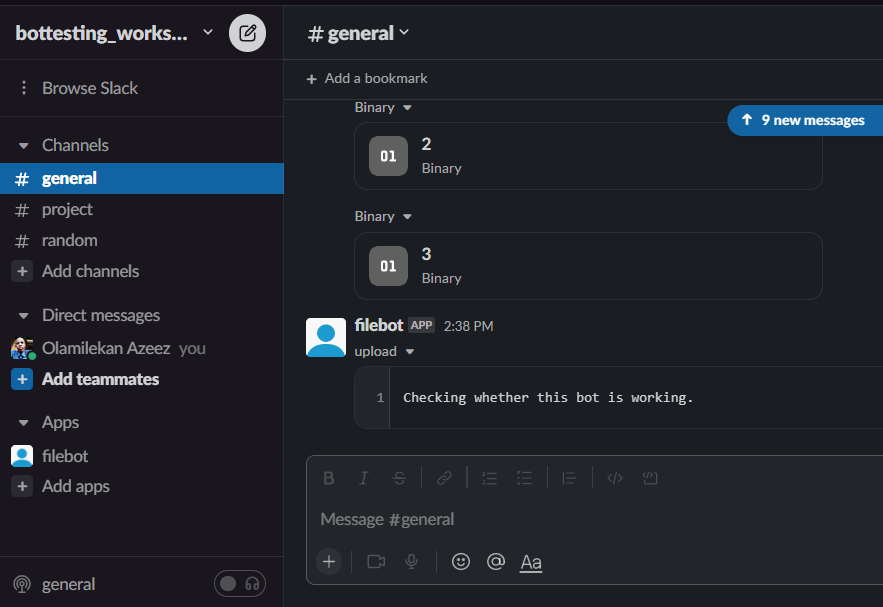 bottesting_works...
Browse Slack
Channels
# general
# project
# random
+ Add channels
Direct messages
Olamilekan Azeez you
+ Add teammates
Apps
filebot
+ Add apps
general
# general
+ Add a bookmark
↑ 9 new messages
Binary
01
2
Binary
Binary
01
3
Binary
filebot APP 2:38 PM
upload
1 Checking whether this bot is working.
B I S
Message #general
+ @ Aa